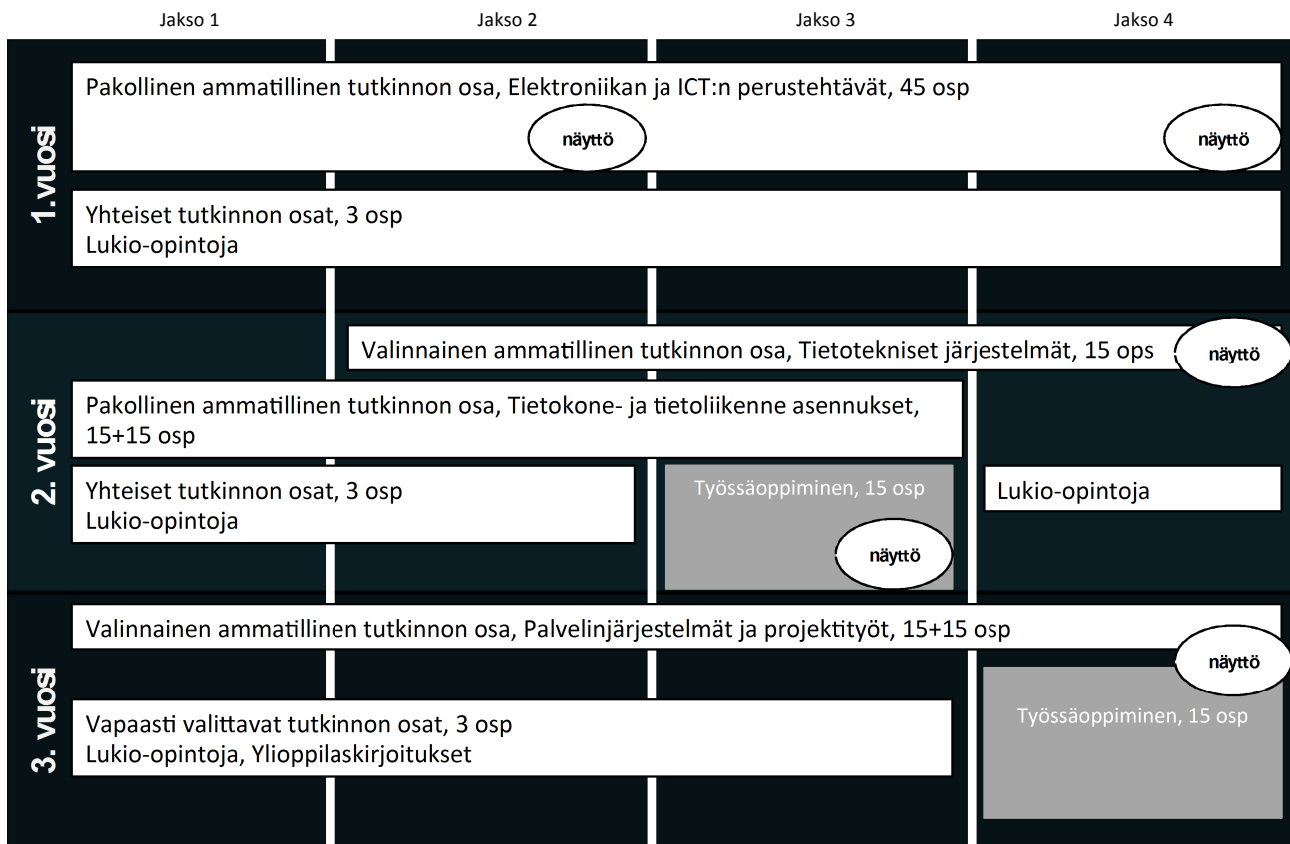 Jakso 1
Jakso 2
Jakso 3
Jakso 4
1.vuosi
Pakollinen ammatillinen tutkinnon osa, Elektroniikan ja ICT:n perustehtävät, 45 osp
näyttö
näyttö
Yhteiset tutkinnon osat, 3 osp
Lukio-opintoja
2. vuosi
Valinnainen ammatillinen tutkinnon osa, Tietotekniset järjestelmät, 15 ops
näyttö
Pakollinen ammatillinen tutkinnon osa, Tietokone- ja tietoliikenne asennukset,
15+15 osp
Yhteiset tutkinnon osat, 3 osp
Lukio-opintoja
Työssäoppiminen, 15 osp
näyttö
Lukio-opintoja
3. vuosi
Valinnainen ammatillinen tutkinnon osa, Palvelinjärjestelmät ja projektityöt, 15+15 osp
näyttö
Vapaasti valittavat tutkinnon osat, 3 osp
Lukio-opintoja, Ylioppilaskirjoitukset
Työssäoppiminen, 15 osp